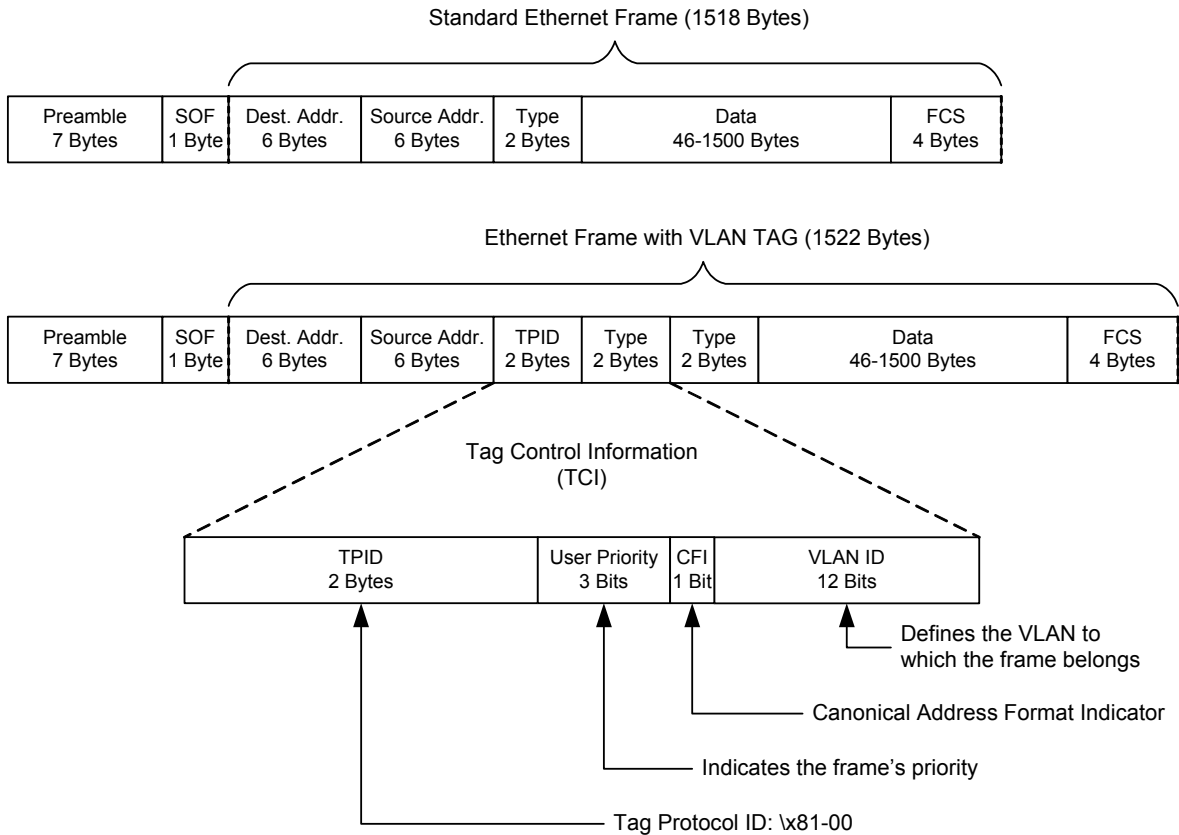 Standard Ethernet Frame (1518 Bytes)
Preamble
7 Bytes
SOF
1 Byte
Dest. Addr.
6 Bytes
Source Addr.
6 Bytes
Type
2 Bytes
Data
46-1500 Bytes
FCS
4 Bytes
Ethernet Frame with VLAN TAG (1522 Bytes)
Preamble
7 Bytes
SOF
1 Byte
Dest. Addr.
6 Bytes
Source Addr.
6 Bytes
TPID
2 Bytes
Type
2 Bytes
Type
2 Bytes
Data
46-1500 Bytes
FCS
4 Bytes
Tag Control Information
(TCI)
TPID
2 Bytes
User Priority
3 Bits
CFI
1 Bit
VLAN ID
12 Bits
Defines the VLAN to
which the frame belongs
Canonical Address Format Indicator
Indicates the frame's priority
Tag Protocol ID: \x81-00